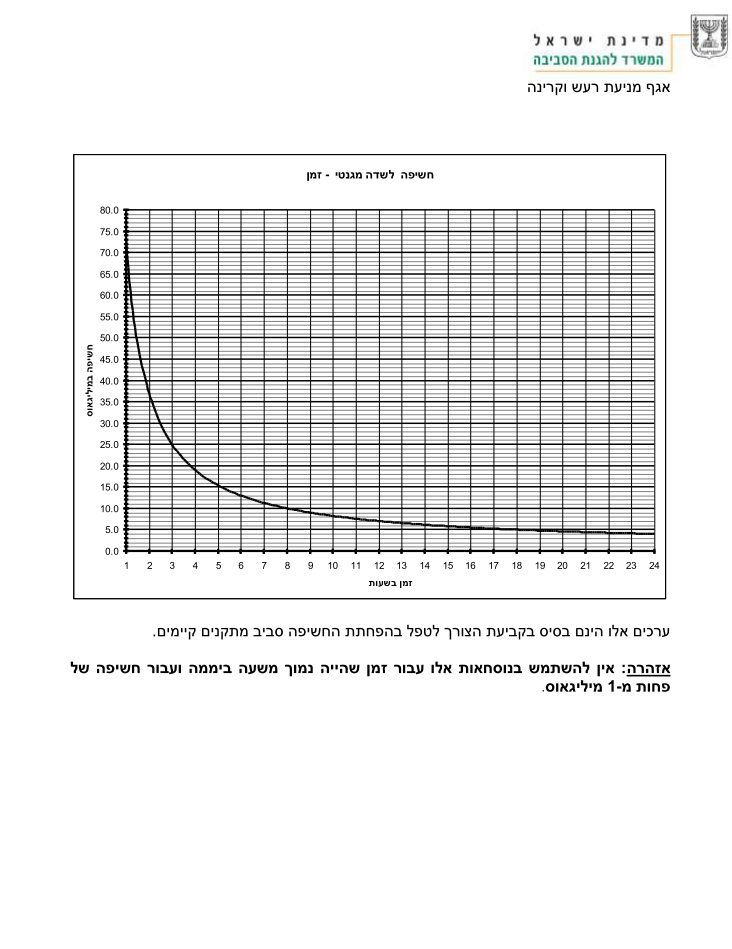 מדינת ישראל
המשרד להגנת הסביבה
אגף מניעת רעש וקרינה
חשיפה לשדה מגנטי - זמן
80.0
75.0
70.0
65.0
60.0
55.0
50.0
45.0
40.0
35.0
30.0
25.0
20.0
15.0
10.0
5.0
0.0
חשיפה במיליגאוס
1 2 3 4 5 6 7 8 9 10 11 12 13 14 15 16 17 18 19 20 21 22 23 24
זמן בשעות
ערכים אלו הינם בסיס בקביעת הצורך לטפל בהפחתת החשיפה סביב מתקנים קיימים.
אזהרה: אין להשתמש בנוסחאות אלו עבור זמן שהייה נמוך משעה ביממה ועבור חשיפה של
פחות מ-1 מיליגאוס.